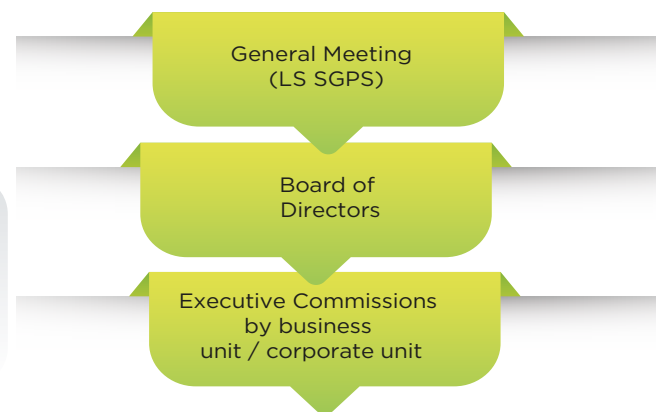 General Meeting
(LS SGPS)
Board of
Directors
Executive Commissions
by business
unit / corporate unit